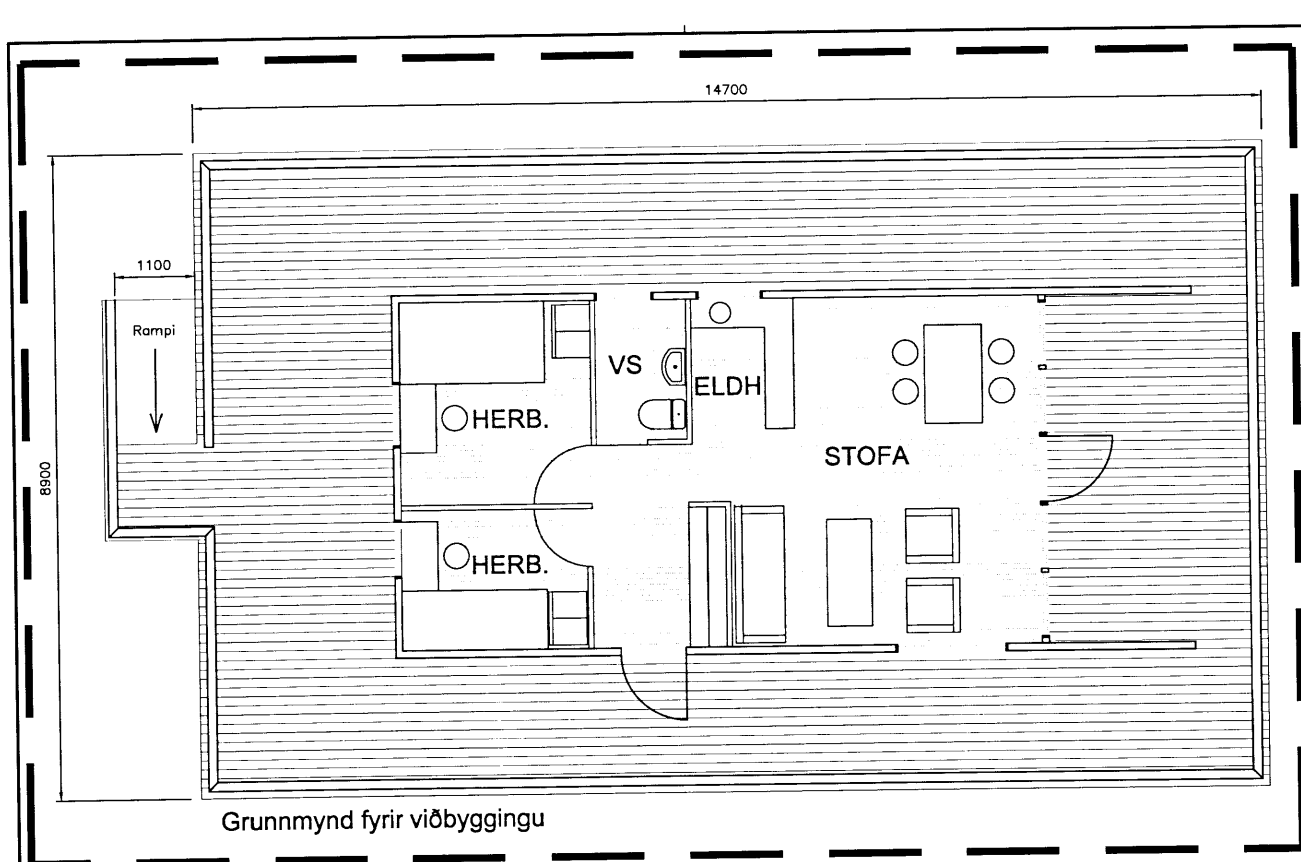 14700
1100
Rampi
8900
VS
ELDH
HERB.
STOFA
HERB.
Grunnmynd fyrir viðbyggingu